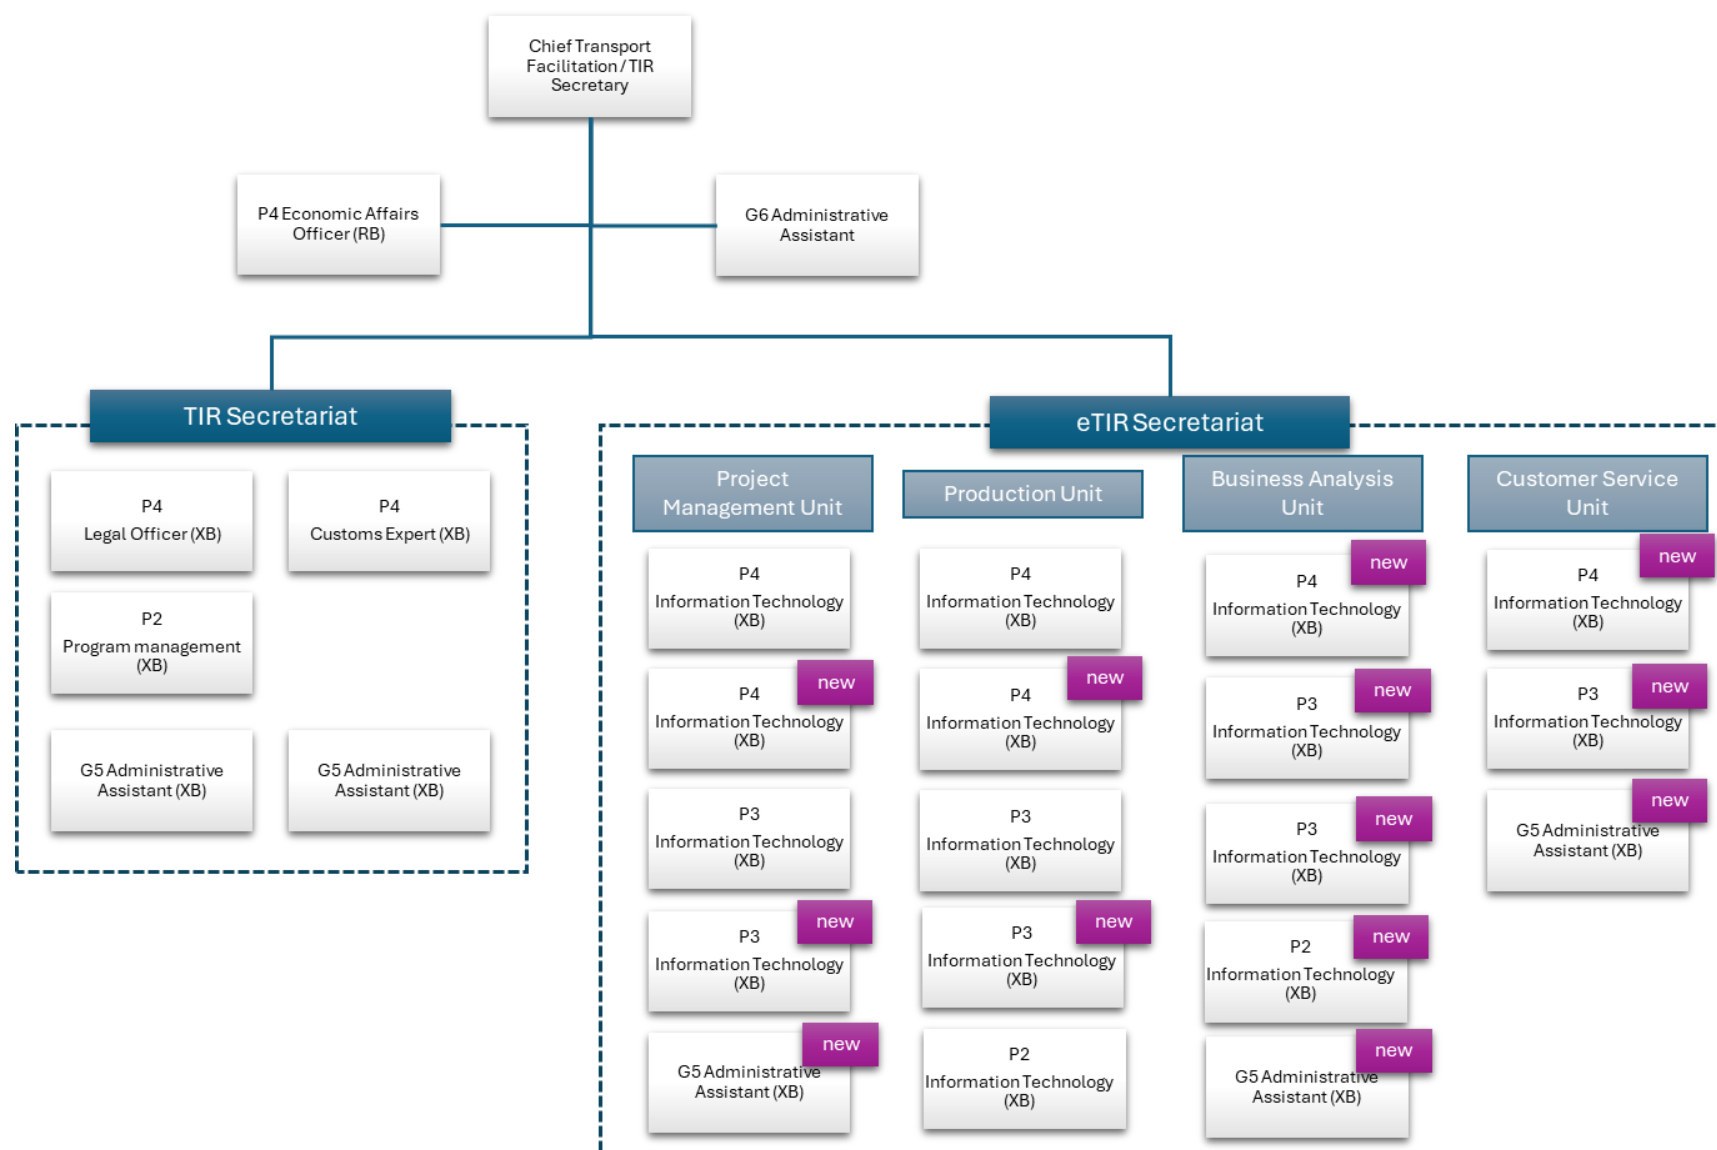 Chief Transport
Facilitation / TIR
Secretary
P4 Economic Affairs
Officer (RB)
G6 Administrative
Assistant
TIR Secretariat
P4
Legal Officer (XB)
P4
Customs Expert (XB)
P2
Program management
(XB)
G5 Administrative
Assistant (XB)
G5 Administrative
Assistant (XB)
eTIR Secretariat
Project
Management Unit
P4
Information Technology
(XB)
new
P4
Information Technology
(XB)
P3
Information Technology
(XB)
new
P3
Information Technology
(XB)
new
G5 Administrative
Assistant (XB)
Production Unit
P4
Information Technology
(XB)
new
P4
Information Technology
(XB)
P3
Information Technology
(XB)
new
P3
Information Technology
(XB)
P2
Information Technology
(XB)
Business Analysis
Unit
new
P4
Information Technology
(XB)
new
P3
Information Technology
(XB)
new
P3
Information Technology
(XB)
new
P2
Information Technology
(XB)
new
G5 Administrative
Assistant (XB)
Customer Service
Unit
new
P4
Information Technology
(XB)
new
P3
Information Technology
(XB)
new
G5 Administrative
Assistant (XB)